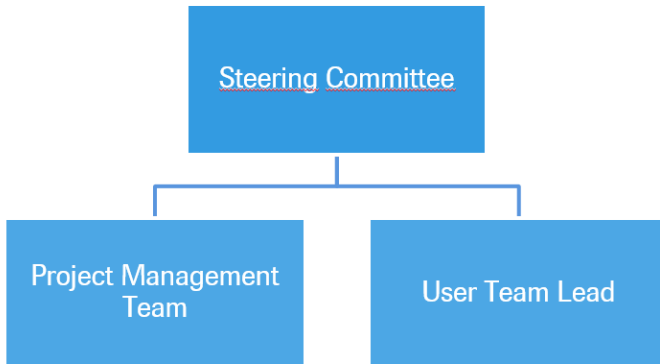 Steering Committee
Project Management
Team
User Team Lead